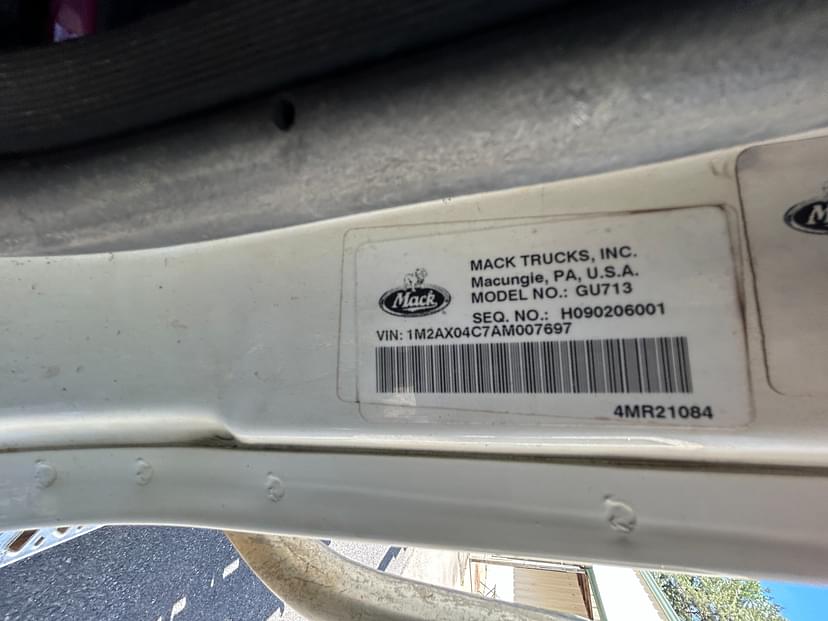 MACK TRUCKS, INC.
Macungie, PA, U.S.A.
MODEL NO.: GU713
Mack
SEQ. NO.: H090206001
VIN: 1M2AX04C7AM007697
4MR21084